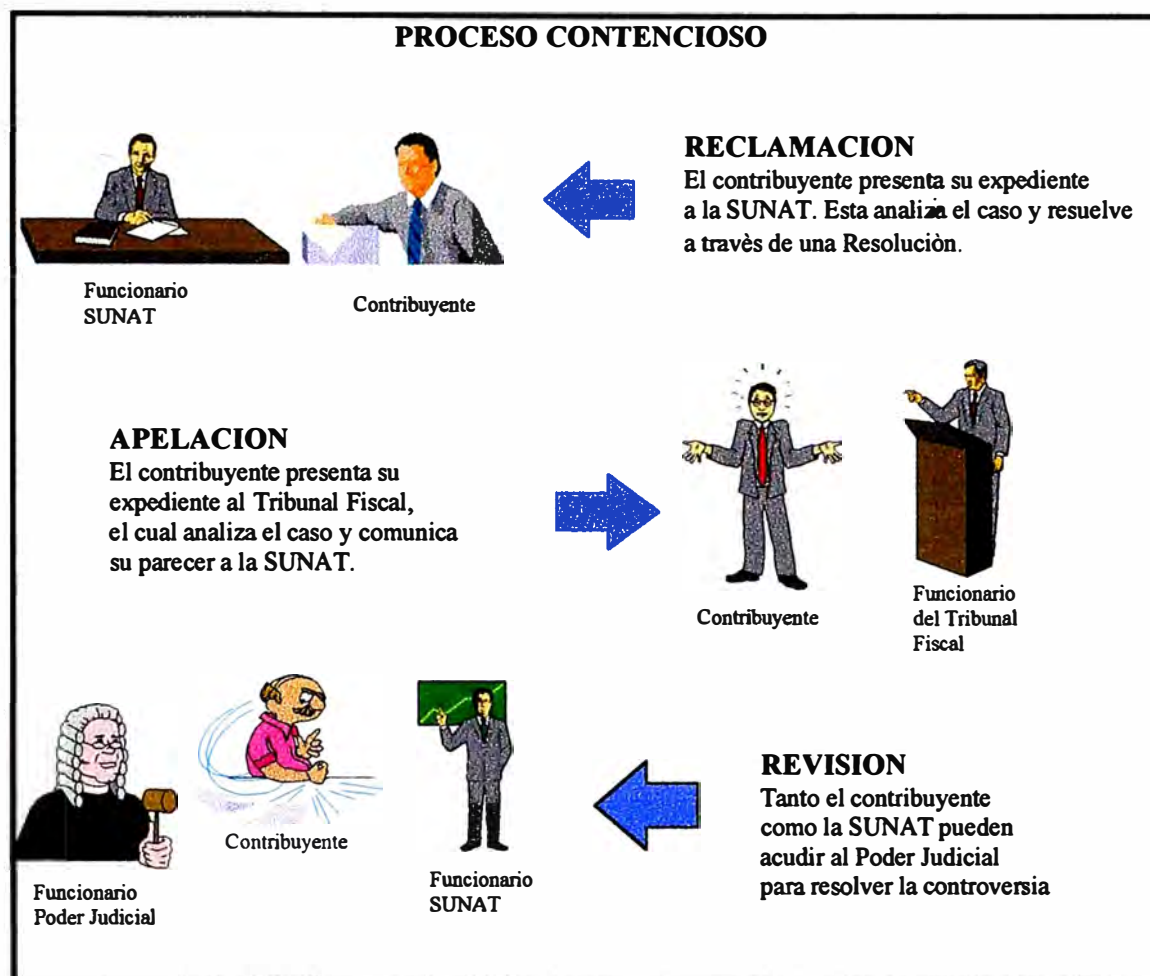 PROCESO CONTENCIOSO
RECLAMACION
El contribuyente presenta su expediente
a la SUNAT. Esta analiza el caso y resuelve
a travès de una Resoluciòn.
Funcionario
SUNAT
Contribuyente
APELACION
El contribuyente presenta su
expediente al Tribunal Fiscal,
el cual analiza el caso y comunica
su parecer a la SUNAT.
Contribuyente
Funcionario
del Tribunal
Fiscal
REVISION
Tanto el contribuyente
como la SUNAT pueden
acudir al Poder Judicial
para resolver la controversia
Funcionario
Poder Judicial
Contribuyente
Funcionario
SUNAT